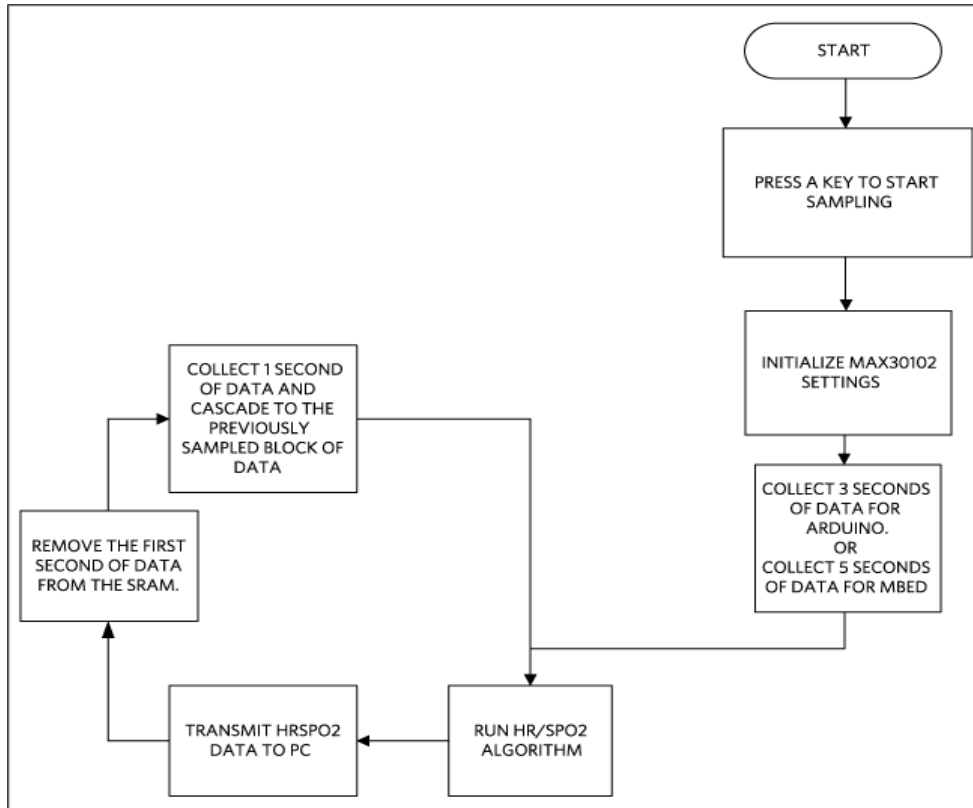 START
PRESS A KEY TO START
SAMPLING
INITIALIZE MAX30102
SETTINGS
COLLECT 3 SECONDS
OF DATA FOR
ARDUINO.
OR
COLLECT 5 SECONDS
OF DATA FOR MBED
RUN HR/SPO2
ALGORITHM
TRANSMIT HRSPO2
DATA TO PC
REMOVE THE FIRST
SECOND OF DATA
FROM THE SRAM.
COLLECT 1 SECOND
OF DATA AND
CASCADE TO THE
PREVIOUSLY
SAMPLED BLOCK OF
DATA